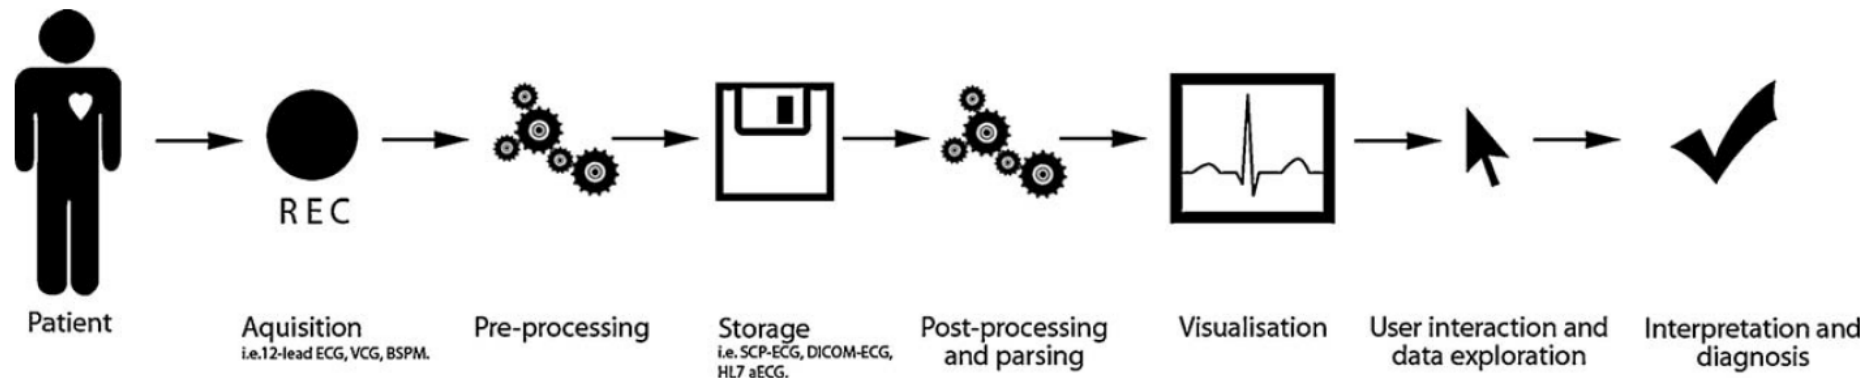 REC
Patient
Aquisition
i.e.12-lead ECG, VCG, BSPM.
Pre-processing
Storage
i.e. SCP-ECG, DICOM-ECG,
HL7 aECG.
Post-processing
and parsing
Visualisation
User interaction and
data exploration
Interpretation and
diagnosis